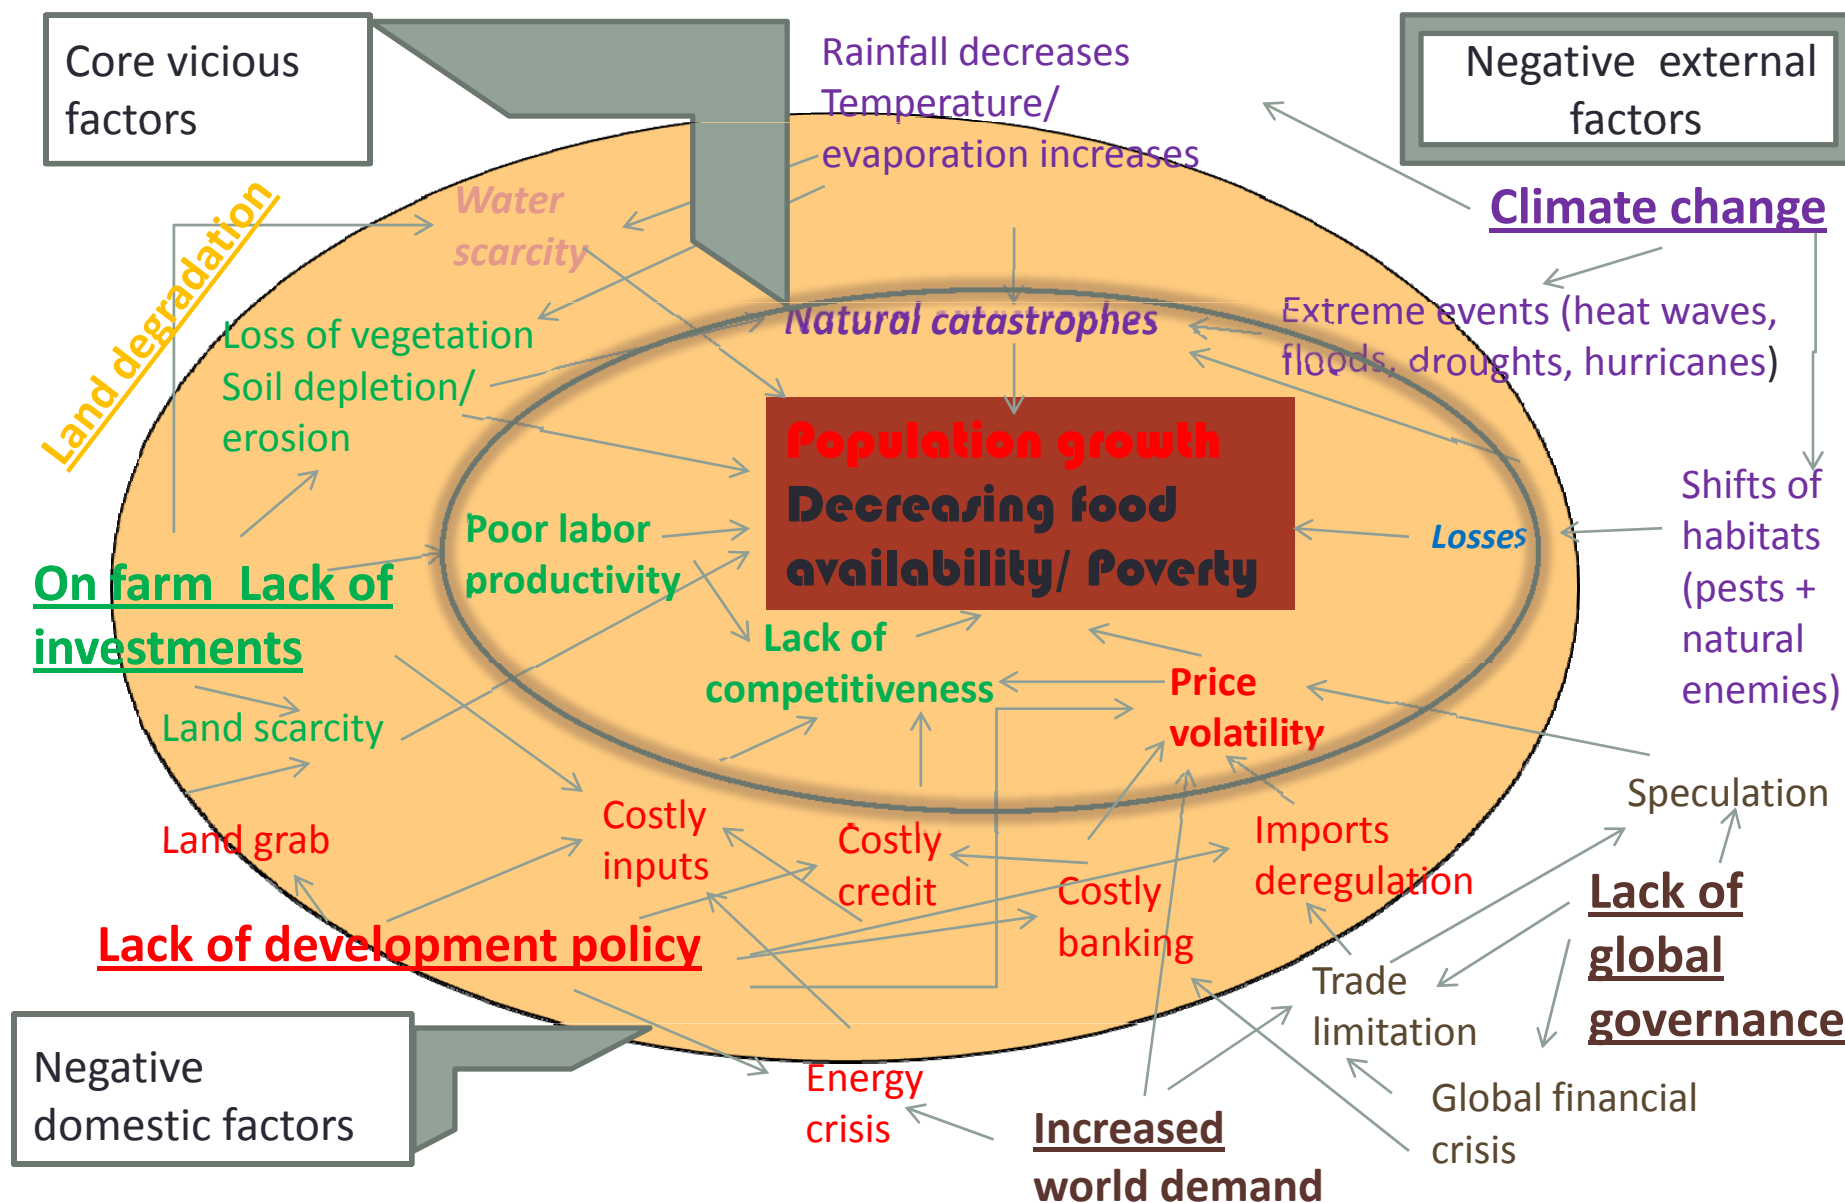 Core vicious
factors
Rainfall decreases
Temperature/
evaporation increases
Negative external
factors
Climate change
Water
scarcity
Land degradation
Loss of vegetation
Soil depletion/
erosion
Natural catastrophes
Extreme events (heat waves,
floods, droughts, hurricanes)
Population growth
Decreasing food
availability/ Poverty
Poor labor
productivity
Losses
Shifts of
habitats
(pests +
natural
enemies)
On farm Lack of
investments
Lack of
competitiveness
Price
volatility
Land scarcity
Speculation
Land grab
Costly
inputs
Costly
credit
Costly
banking
Imports
deregulation
Lack of
global
governance
Lack of development policy
Trade
limitation
Negative
domestic factors
Energy
crisis
Increased
world demand
Global financial
crisis